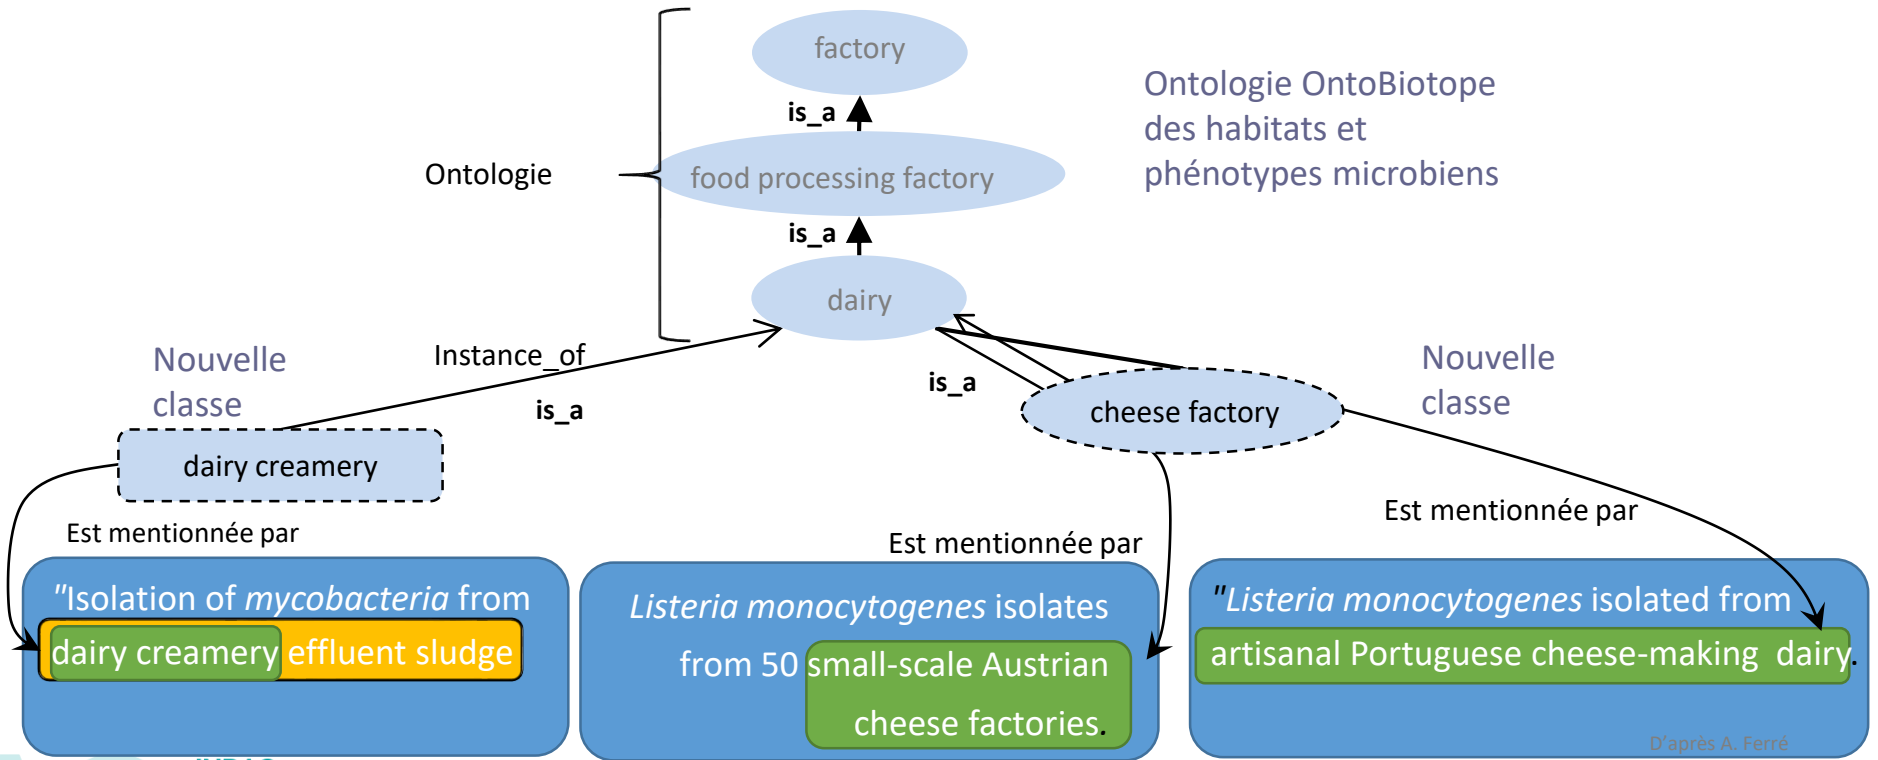 factory
is_a
Ontologie OntoBiotope
des habitats et
phénotypes microbiens
Ontologie
food processing factory
is_a
dairy
Nouvelle
classe
Instance_of
is_a
is_a
Nouvelle
classe
dairy creamery
cheese factory
Est mentionnée par
Est mentionnée par
Est mentionnée par
"Isolation of mycobacteria from
dairy creamery effluent sludge
Listeria monocytogenes isolates
from 50 small-scale Austrian
cheese factories.
"Listeria monocytogenes isolated from
artisanal Portuguese cheese-making dairy.
D'après A. Ferré